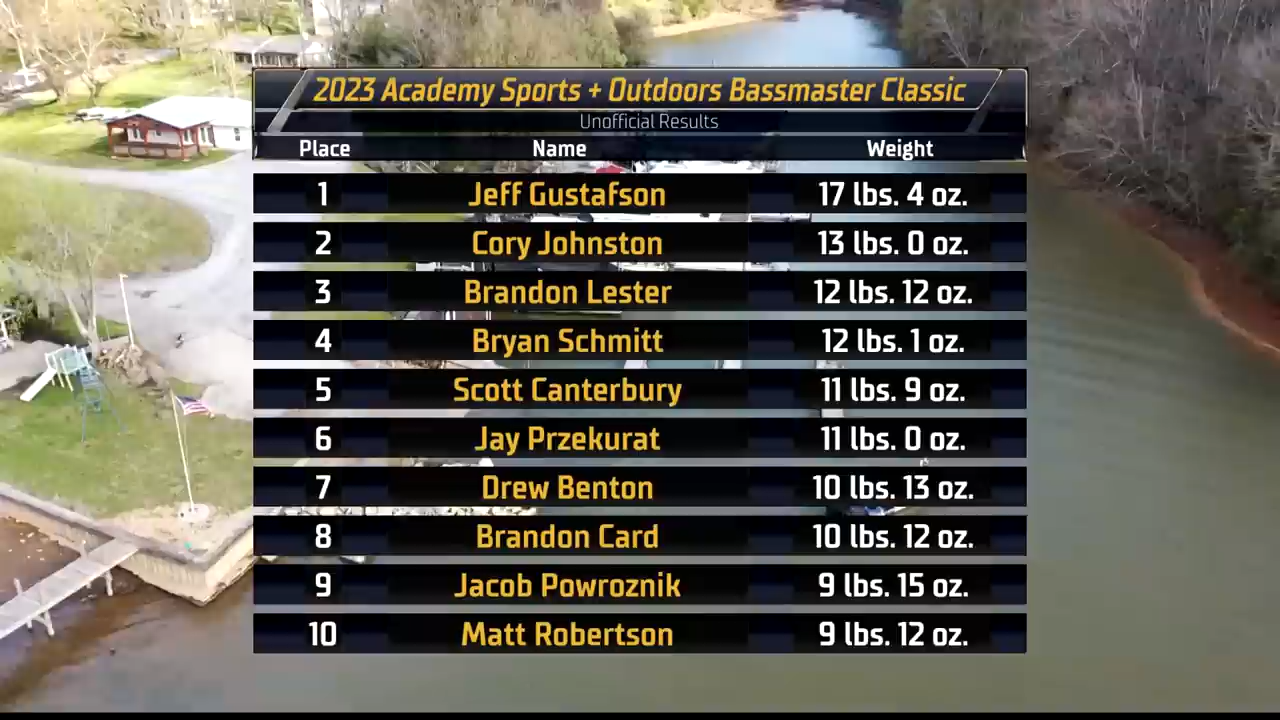 2023 Academy Sports + Outdoors Bassmaster Classic
Unofficial Results
Place Name Weight
1 Jeff Gustafson 17 lbs. 4 oz.
2 Cory Johnston 13 lbs. 0 oz.
3 Brandon Lester 12 lbs. 12 oz.
4 Bryan Schmitt 12 lbs. 1 oz.
5 Scott Canterbury 11 lbs. 9 oz.
6 Jay Przekurat 11 lbs. 0 oz.
7 Drew Benton 10 lbs. 13 oz.
8 Brandon Card 10 lbs. 12 oz.
9 Jacob Powroznik 9 lbs. 15 oz.
10 Matt Robertson 9 lbs. 12 oz.